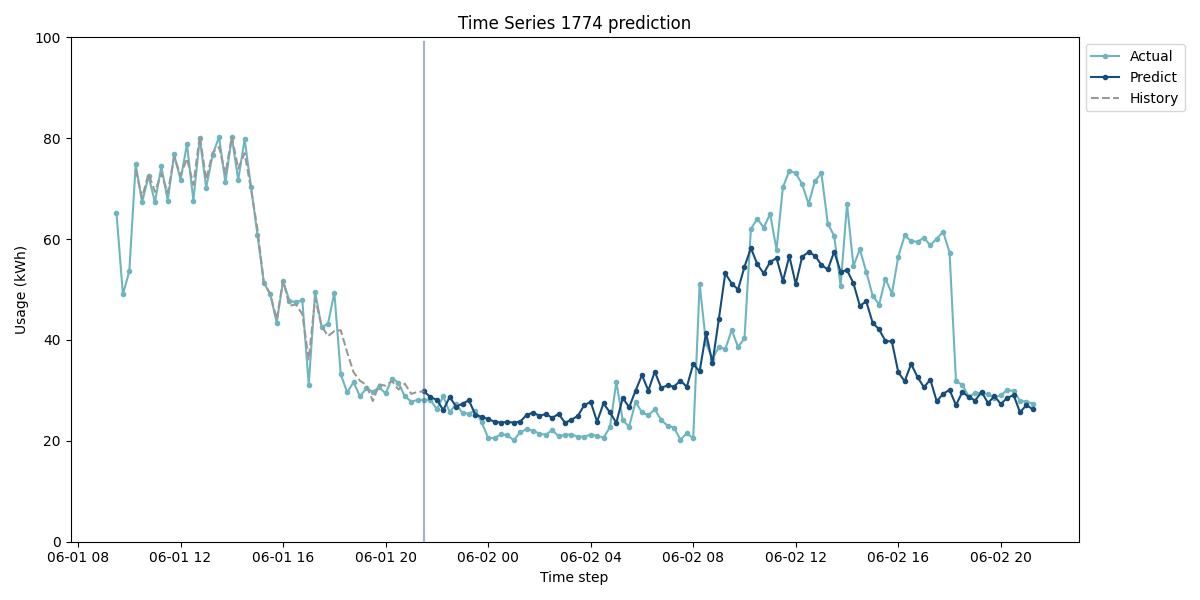 Time Series 1774 prediction
100
80
60
40
20
0
Usage (kWh)
06-01 08
06-01 12
06-01 16
06-01 20
06-02 00
06-02 04
06-02 08
06-02 12
06-02 16
06-02 20
Time step
Actual
Predict
History